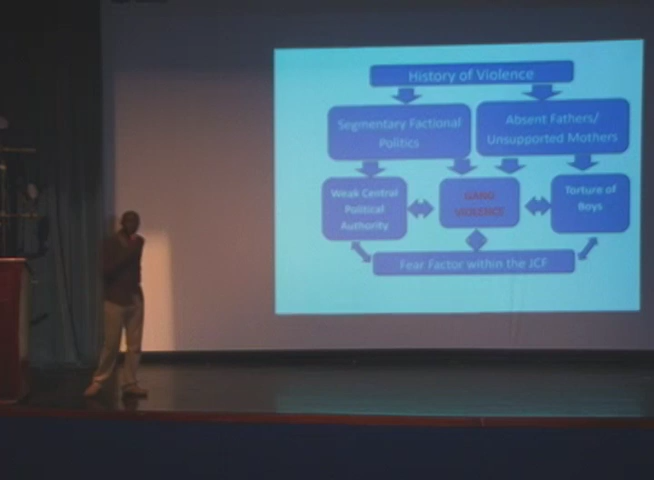 History of Violence
Segmentary Factional
Politics
Absent Fathers/
Unsupported Mothers
Weak Central
Political
Authority
GANG
VIOLENCE
Torture of
Boys
Fear Factor within the JCF